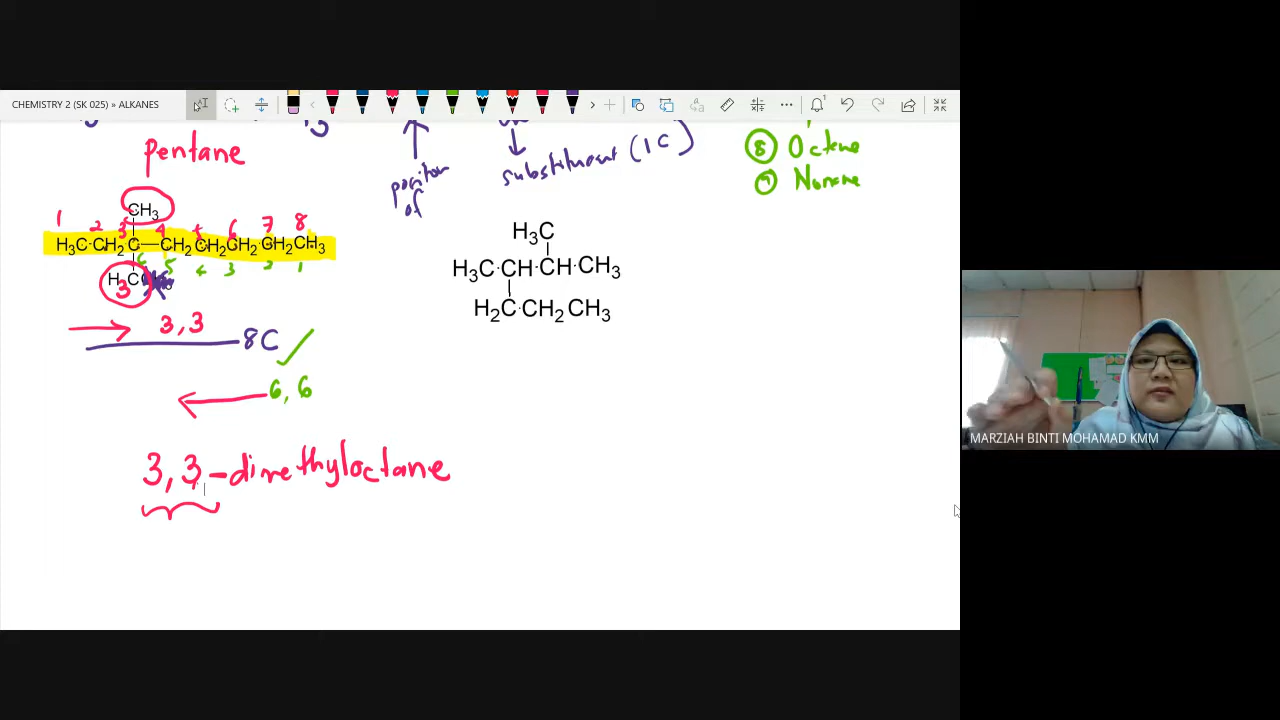 CHEMISTRY 2 (SK 025) » ALKANES
pentane
position
of
substituent (1C)
8 Octane
9 Nonane
CH3
1 2 3 4 5 6 7 8
H3C·CH2 C—CH2 CH2CH2 CH2CH3
6 5 4 3 2 1
H3C
3,3
8C
6,6
3,3-dimethyloctane
H3C
H3C·CH·CH·CH3
H2C·CH2·CH3
MARZIAH BINTI MOHAMAD KMM